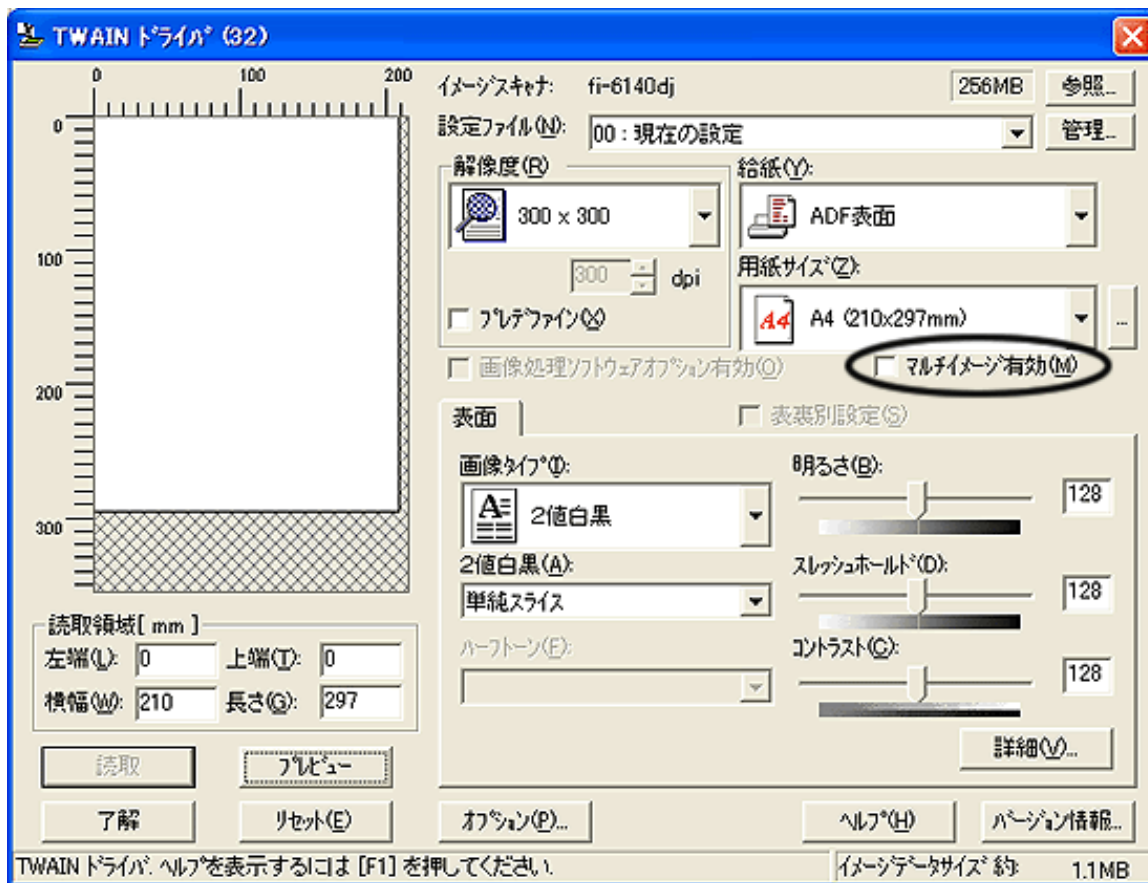 TWAIN ドライバ (32)
0 100 200
0
100
200
300
イメージスキャナ: fi-6140dj 256MB 参照...
設定ファイル(N): 00 : 現在の設定 管理...
解像度(R)
300 x 300
300 dpi
プレデファイン(X)
給紙(Y):
ADF表面
用紙サイズ(Z):
A4 A4 (210x297mm) ...
画像処理ソフトウェアオプション有効(O) マルチイメージ有効(M)
表面 表裏別設定(S)
画像タイプ(I):
2値白黒
2値白黒(A):
単純スライス
ハーフトーン(F):
明るさ(B):
128
スレッシュホールド(D):
128
コントラスト(C):
128
詳細(V)...
読取領域[ mm ]
左端(L): 0 上端(T): 0
横幅(W): 210 長さ(G): 297
読取 プレビュー
了解 リセット(E) オプション(P)... ヘルプ(H) バージョン情報...
TWAIN ドライバ. ヘルプを表示するには [F1] を押してください. イメージデータサイズ 約: 1.1MB